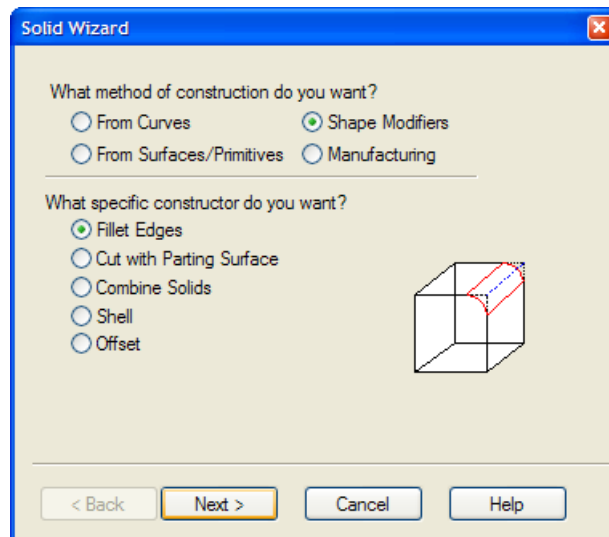 Solid Wizard
What method of construction do you want?
From Curves Shape Modifiers
From Surfaces/Primitives Manufacturing
What specific constructor do you want?
Fillet Edges
Cut with Parting Surface
Combine Solids
Shell
Offset
< Back Next > Cancel Help